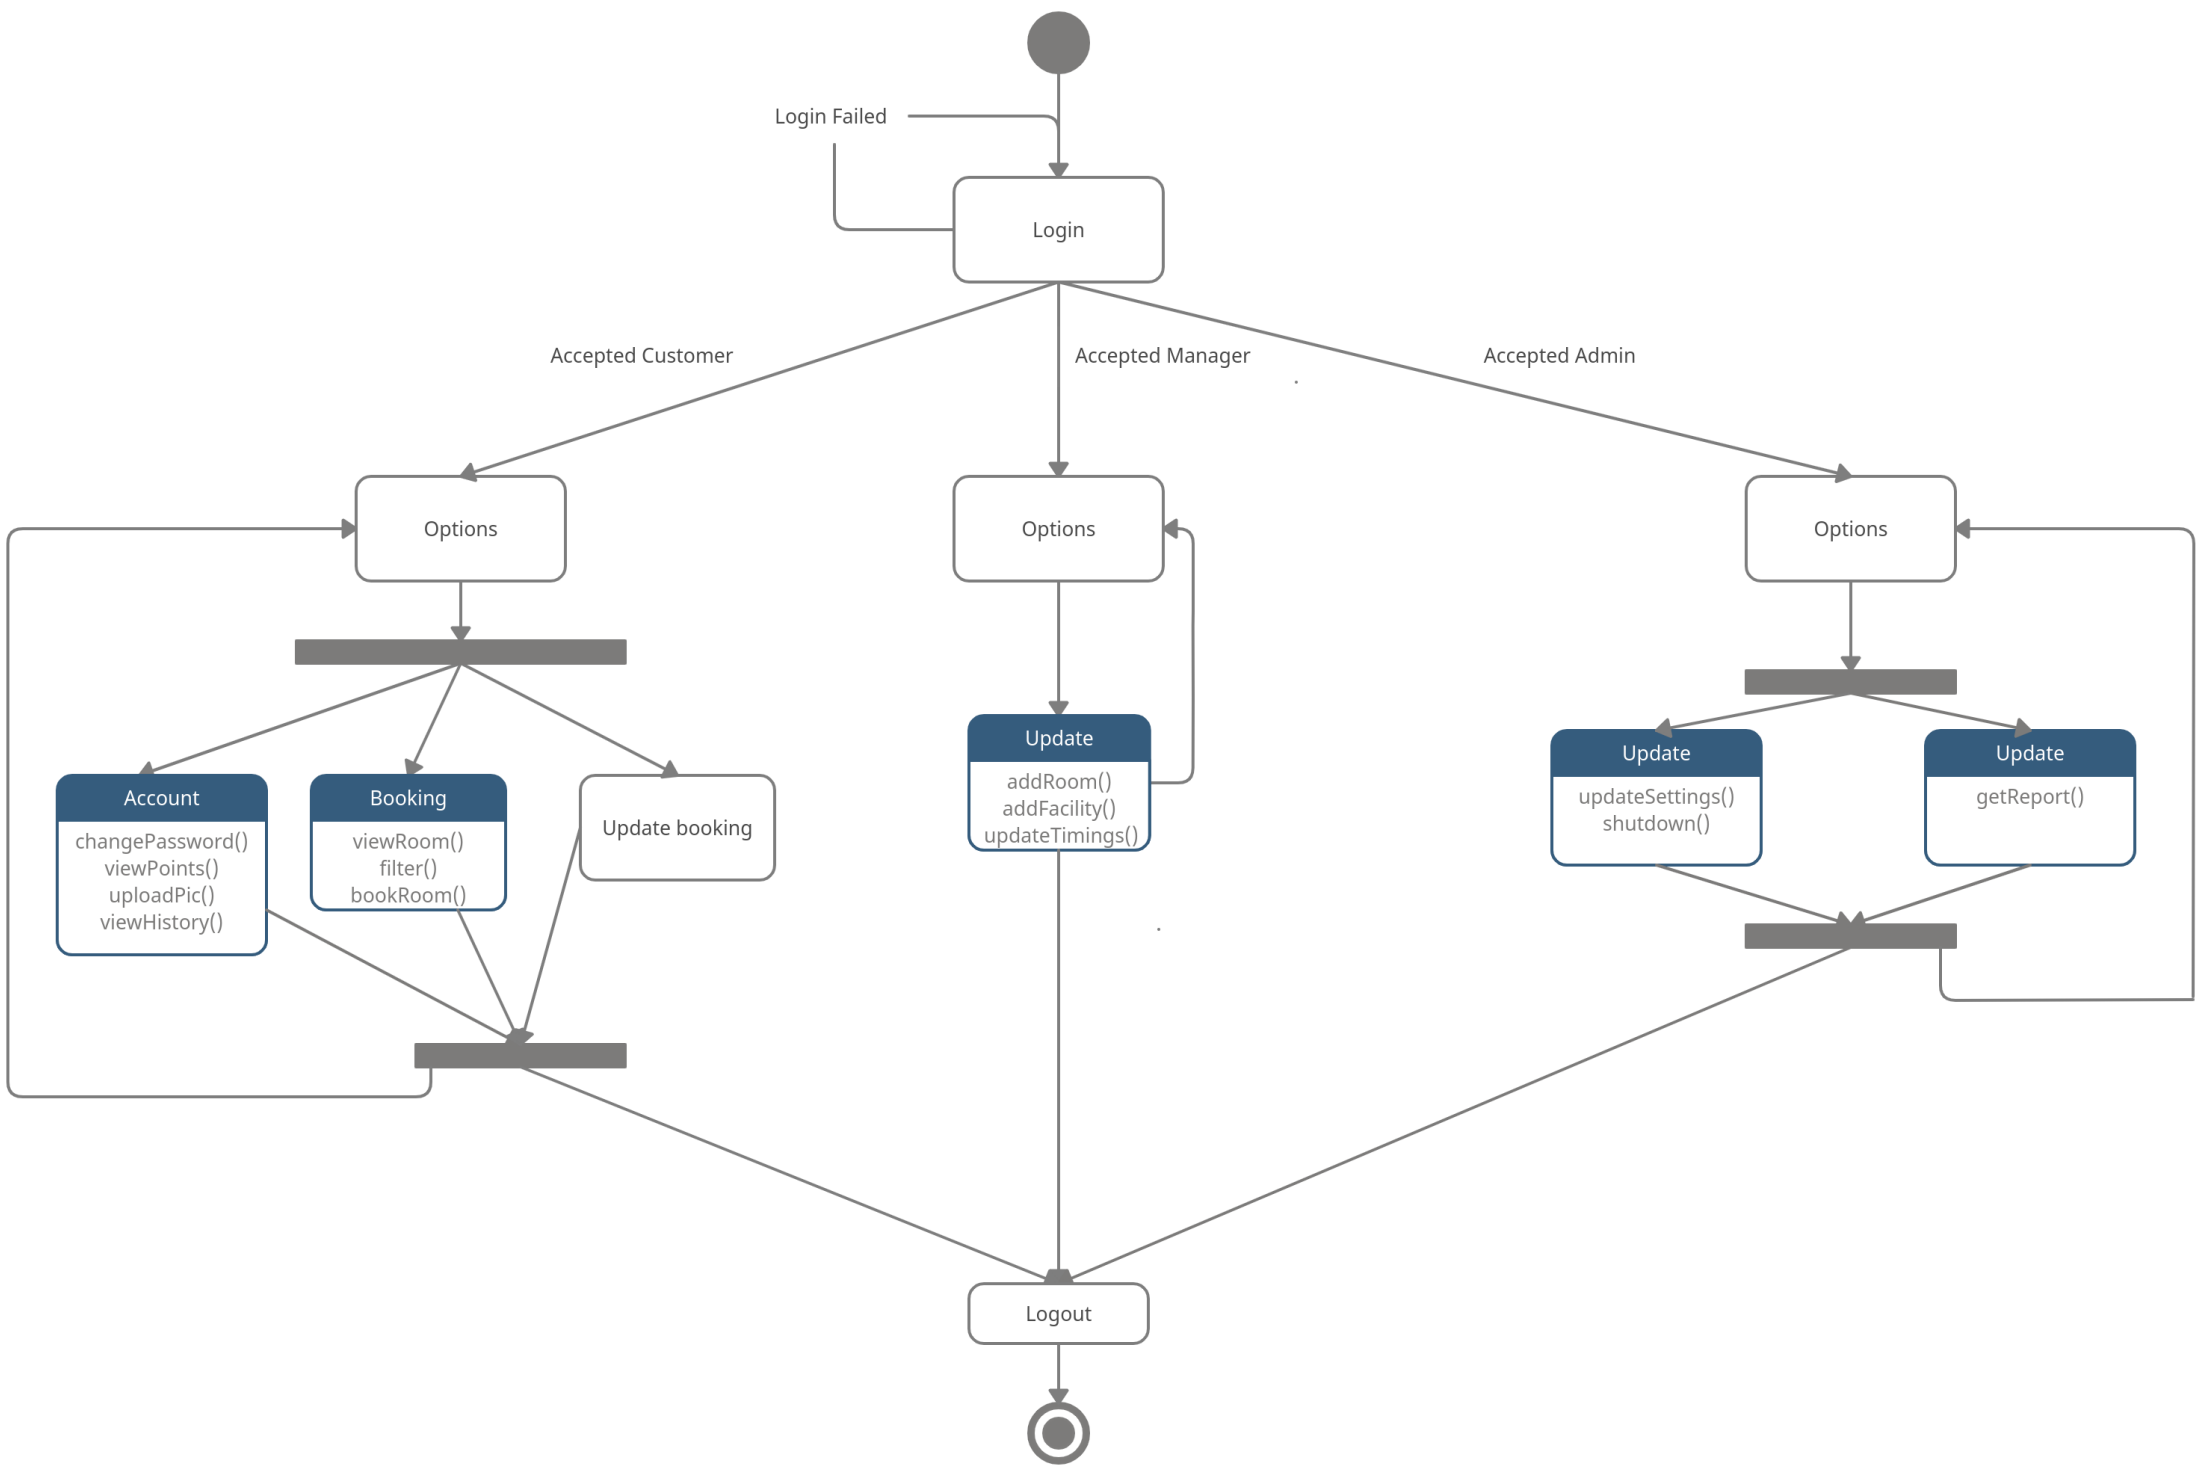 Login Failed
Login
Accepted Customer
Accepted Manager
Accepted Admin
Options
Options
Options
Account
changePassword()
viewPoints()
uploadPic()
viewHistory()
Booking
viewRoom()
filter()
bookRoom()
Update booking
Update
addRoom()
addFacility()
updateTimings()
Update
updateSettings()
shutdown()
Update
getReport()
Logout